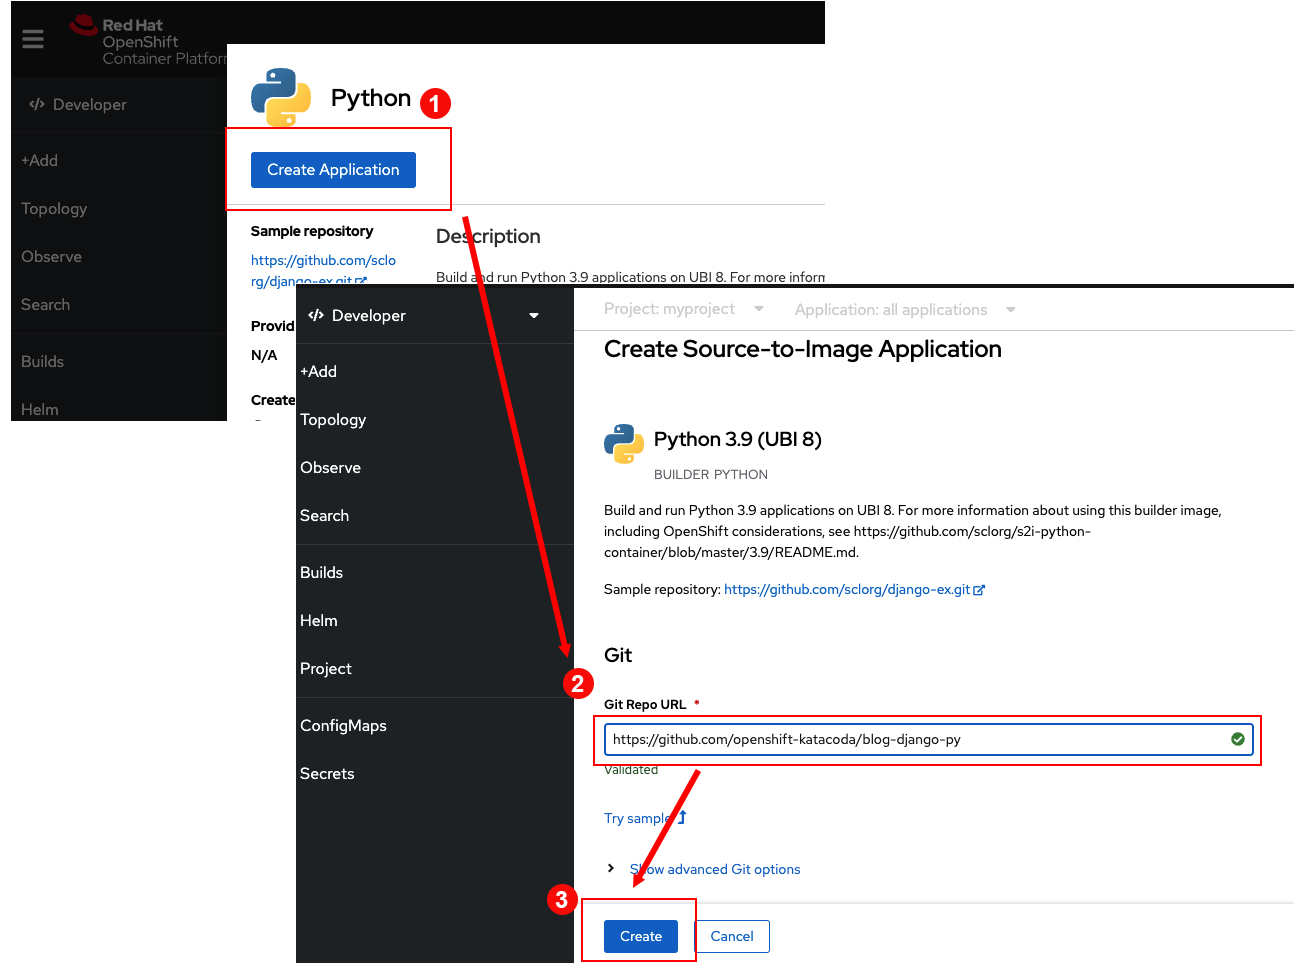 Red Hat
OpenShift
Container Platfor
Developer
+Add
Topology
Observe
Search
Builds
Helm
Python
1
Create Application
Sample repository
https://github.com/sclo
rg/django-ex.git
Provid
N/A
Create
Description
Build and run Python 3.9 applications on UBI 8. For more inform
Developer
+Add
Topology
Observe
Search
Builds
Helm
Project
ConfigMaps
Secrets
Project: myproject
Application: all applications
Create Source-to-Image Application
Python 3.9 (UBI 8)
BUILDER PYTHON
Build and run Python 3.9 applications on UBI 8. For more information about using this builder image,
including OpenShift considerations, see https://github.com/sclorg/s2i-python-
container/blob/master/3.9/README.md.
Sample repository: https://github.com/sclorg/django-ex.git
Git
2
Git Repo URL *
https://github.com/openshift-katacoda/blog-django-py
Validated
Try sample
Show advanced Git options
3
Create
Cancel